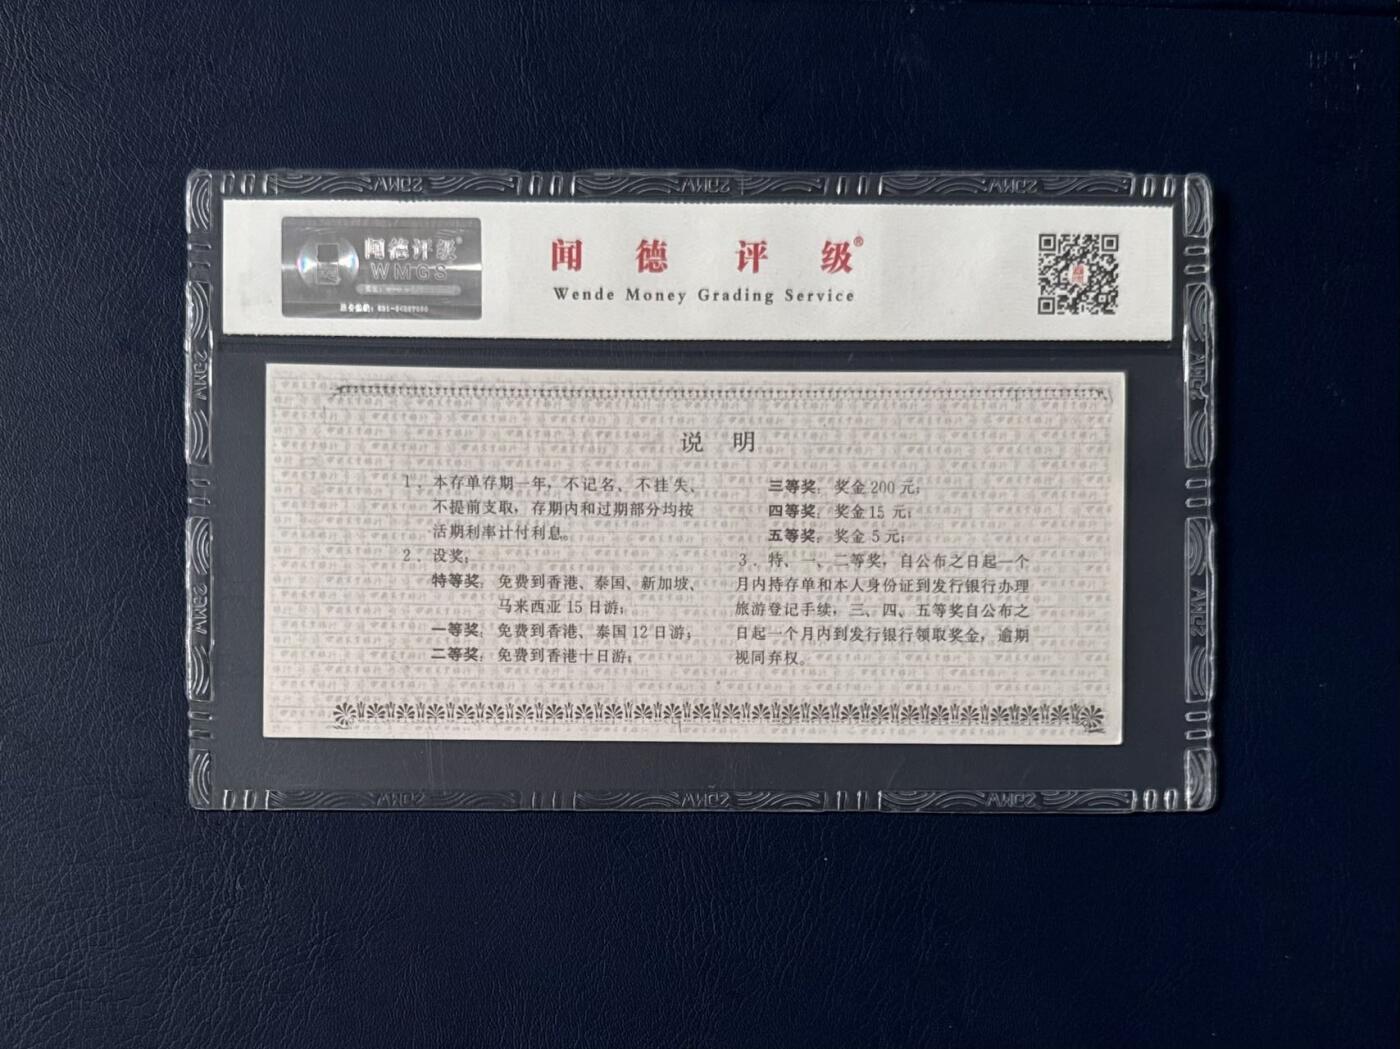 闻德评级®
WMGS
闻德评级®
Wende Money Grading Service
说 明
1. 本存单存期一年，不记名、不挂失、
不提前支取，存期内和过期部分均按
活期利率计付利息。
2. 设奖：
特等奖：免费到香港、泰国、新加坡、
马来西亚15日游；
一等奖：免费到香港、泰国12日游；
二等奖：免费到香港十日游；
三等奖：奖金200元；
四等奖：奖金15 元；
五等奖：奖金5元；
3. 特、一、二等奖，自公布之日起一个
月内持存单和本人身份证到发行银行办理
旅游登记手续，三、四、五等奖自公布之
日起一个月内到发行银行领取奖金，逾期
视同弃权。